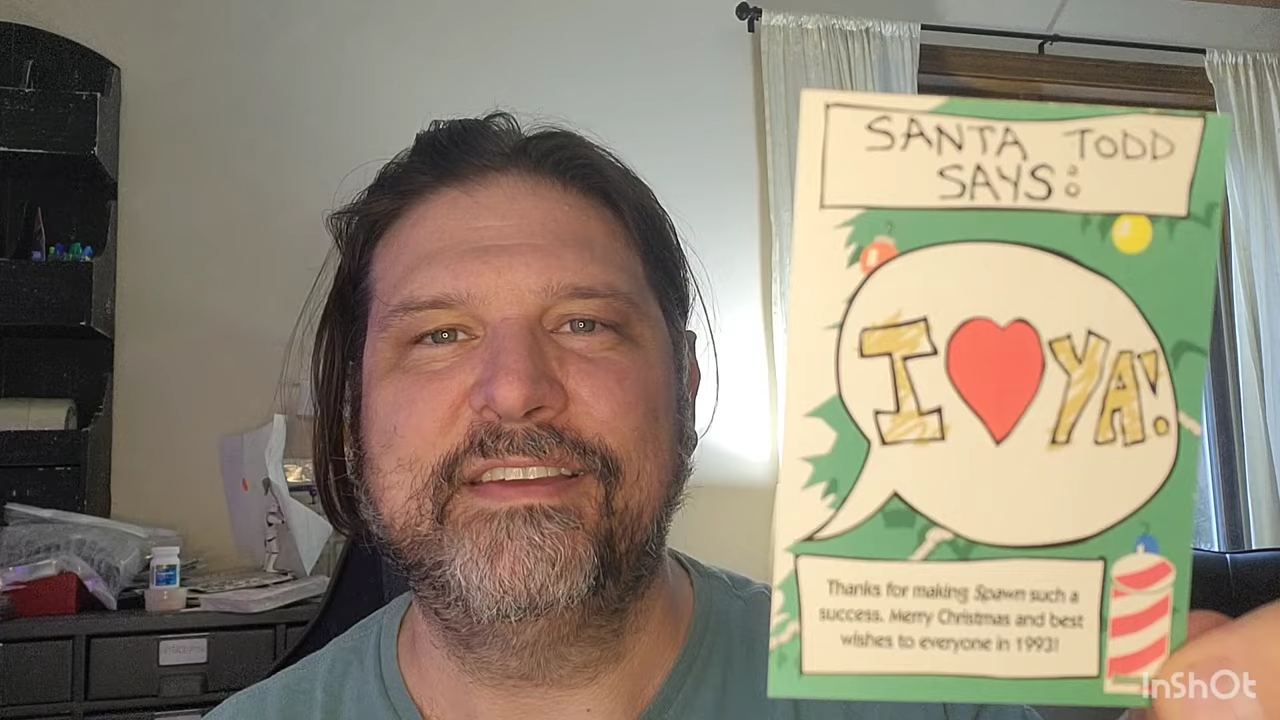 SANTA TODD
SAYS:
I ♥ YA!
Thanks for making Spawn such a
success. Merry Christmas and best
wishes to everyone in 1993!
InShOt